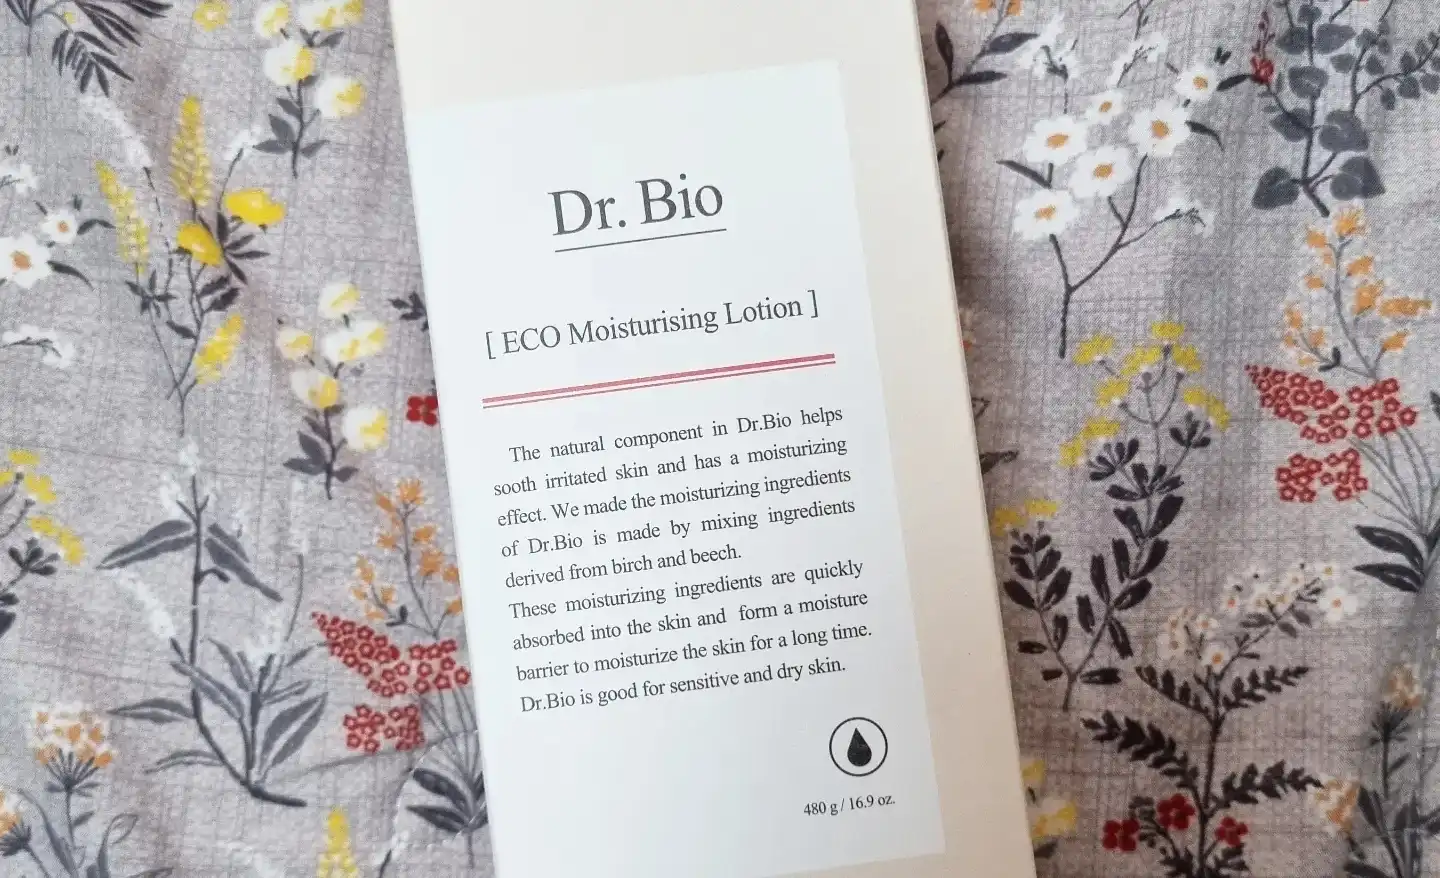 Dr. Bio
[ ECO Moisturising Lotion ]
The natural component in Dr.Bio helps
sooth irritated skin and has a moisturizing
effect. We made the moisturizing ingredients
of Dr.Bio is made by mixing ingredients
derived from birch and beech.
These moisturizing ingredients are quickly
absorbed into the skin and form a moisture
barrier to moisturize the skin for a long time.
Dr.Bio is good for sensitive and dry skin.
480 g / 16.9 oz.